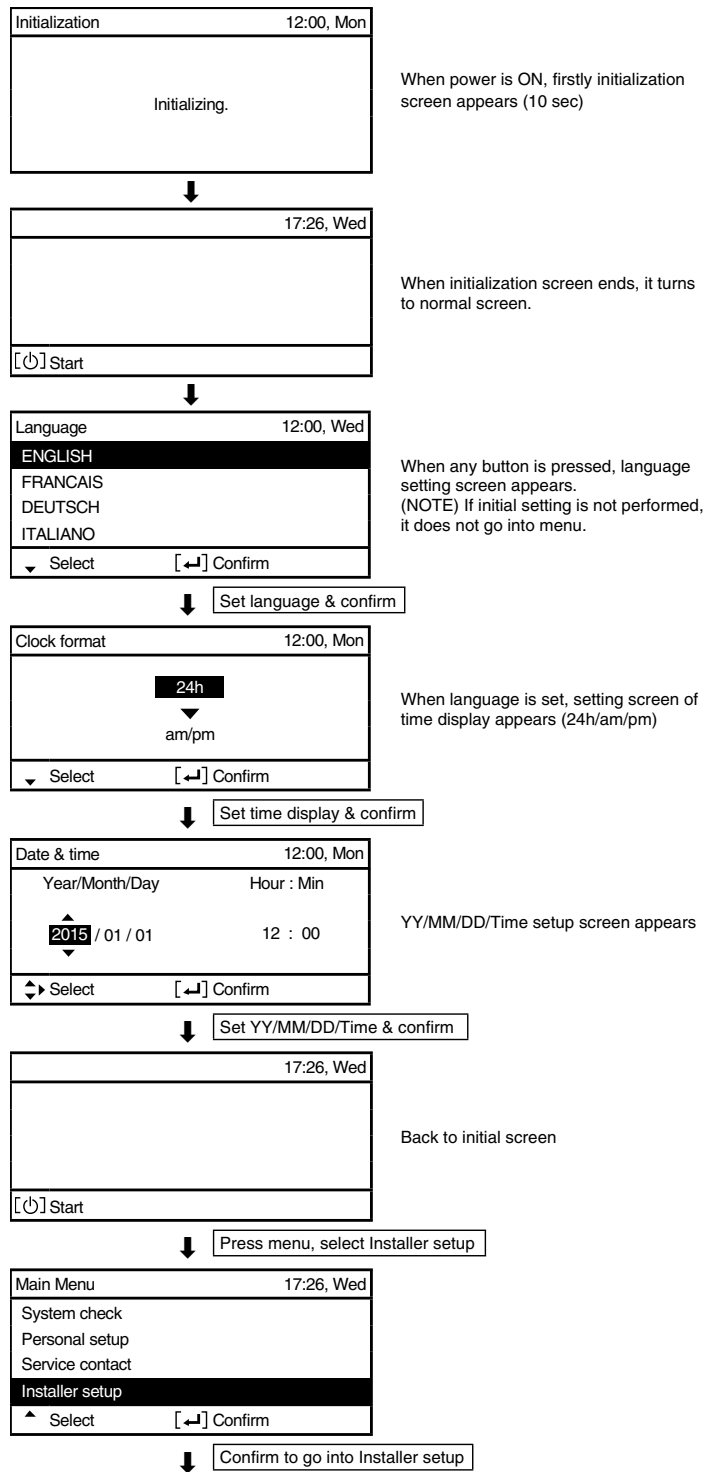 Initialization 12:00, Mon
Initializing.
When power is ON, firstly initialization
screen appears (10 sec)
17:26, Wed
[⏻] Start
When initialization screen ends, it turns
to normal screen.
Language 12:00, Wed
ENGLISH
FRANCAIS
DEUTSCH
ITALIANO
Select [↵] Confirm
When any button is pressed, language
setting screen appears.
(NOTE) If initial setting is not performed,
it does not go into menu.
Set language & confirm
Clock format 12:00, Mon
24h
am/pm
Select [↵] Confirm
When language is set, setting screen of
time display appears (24h/am/pm)
Set time display & confirm
Date & time 12:00, Mon
Year/Month/Day Hour : Min
2015 / 01 / 01 12 : 00
Select [↵] Confirm
YY/MM/DD/Time setup screen appears
Set YY/MM/DD/Time & confirm
17:26, Wed
[⏻] Start
Back to initial screen
Press menu, select Installer setup
Main Menu 17:26, Wed
System check
Personal setup
Service contact
Installer setup
Select [↵] Confirm
Confirm to go into Installer setup